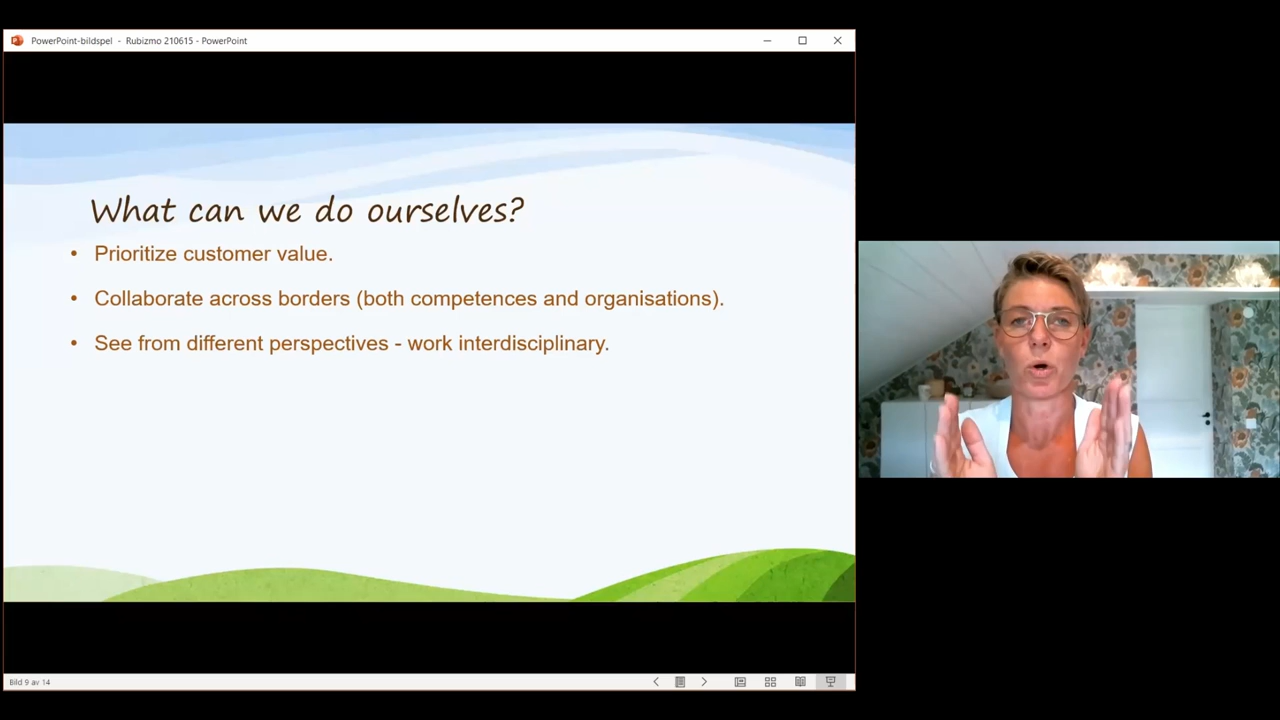 PowerPoint-bildspel - Rubizmo 210615 - PowerPoint
What can we do ourselves?
• Prioritize customer value.
• Collaborate across borders (both competences and organisations).
• See from different perspectives - work interdisciplinary.
Bild 9 av 14